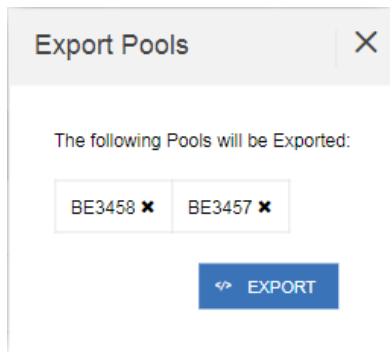 Export Pools
The following Pools will be Exported:
BE3458 BE3457
EXPORT